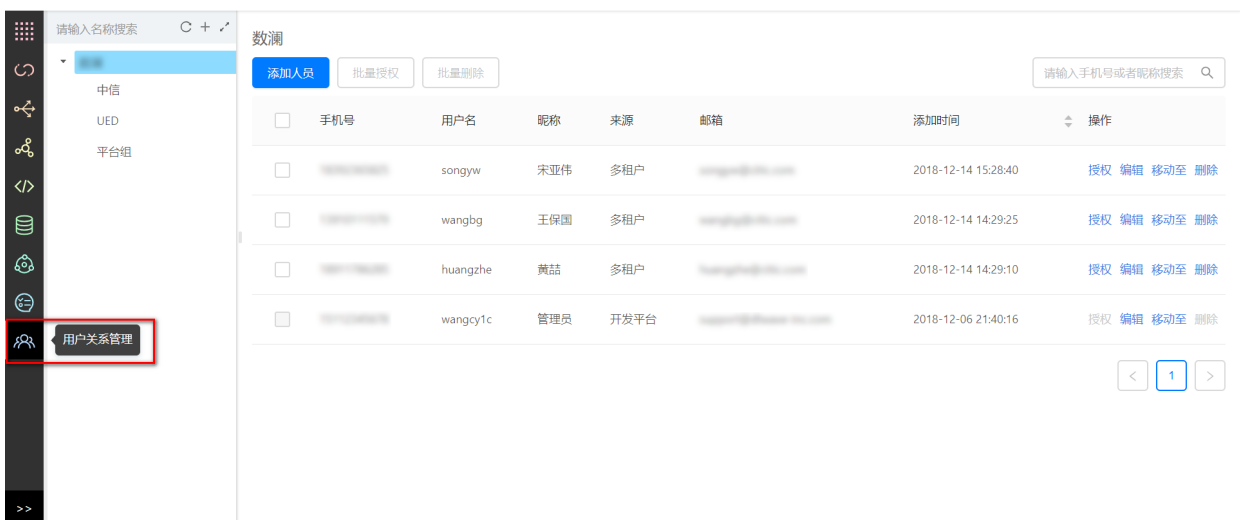 请输入名称搜索
中信
UED
平台组
用户关系管理
>>
数澜
添加人员 批量授权 批量删除 请输入手机号或者昵称搜索
手机号 用户名 昵称 来源 邮箱 添加时间 操作
songyw 宋亚伟 多租户 2018-12-14 15:28:40 授权 编辑 移动至 删除
wangbg 王保国 多租户 2018-12-14 14:29:25 授权 编辑 移动至 删除
huangzhe 黄喆 多租户 2018-12-14 14:29:10 授权 编辑 移动至 删除
wangcy1c 管理员 开发平台 2018-12-06 21:40:16 授权 编辑 移动至 删除
< 1 >